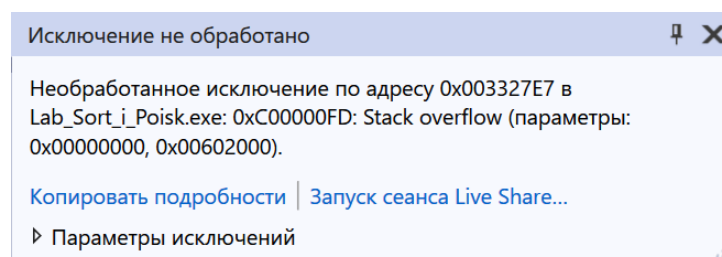 Исключение не обработано
Необработанное исключение по адресу 0x003327E7 в
Lab_Sort_i_Poisk.exe: 0xC00000FD: Stack overflow (параметры:
0x00000000, 0x00602000).
Копировать подробности | Запуск сеанса Live Share...
Параметры исключений